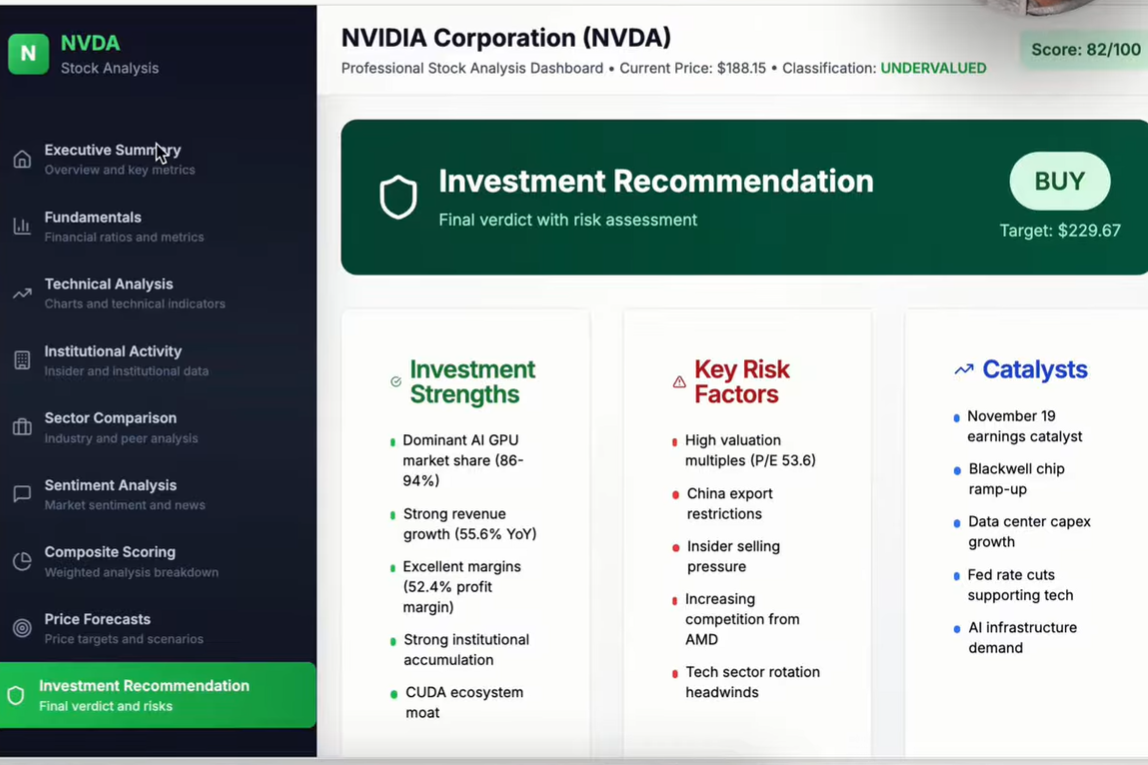 N
NVDA
Stock Analysis
Executive Summary
Overview and key metrics
Fundamentals
Financial ratios and metrics
Technical Analysis
Charts and technical indicators
Institutional Activity
Insider and institutional data
Sector Comparison
Industry and peer analysis
Sentiment Analysis
Market sentiment and news
Composite Scoring
Weighted analysis breakdown
Price Forecasts
Price targets and scenarios
Investment Recommendation
Final verdict and risks
NVIDIA Corporation (NVDA)
Professional Stock Analysis Dashboard • Current Price: $188.15 • Classification: UNDERVALUED
Score: 82/100
Investment Recommendation
Final verdict with risk assessment
BUY
Target: $229.67
Investment
Strengths
Dominant AI GPU
market share (86-
94%)
Strong revenue
growth (55.6% YoY)
Excellent margins
(52.4% profit
margin)
Strong institutional
accumulation
CUDA ecosystem
moat
Key Risk
Factors
High valuation
multiples (P/E 53.6)
China export
restrictions
Insider selling
pressure
Increasing
competition from
AMD
Tech sector rotation
headwinds
Catalysts
November 19
earnings catalyst
Blackwell chip
ramp-up
Data center capex
growth
Fed rate cuts
supporting tech
AI infrastructure
demand